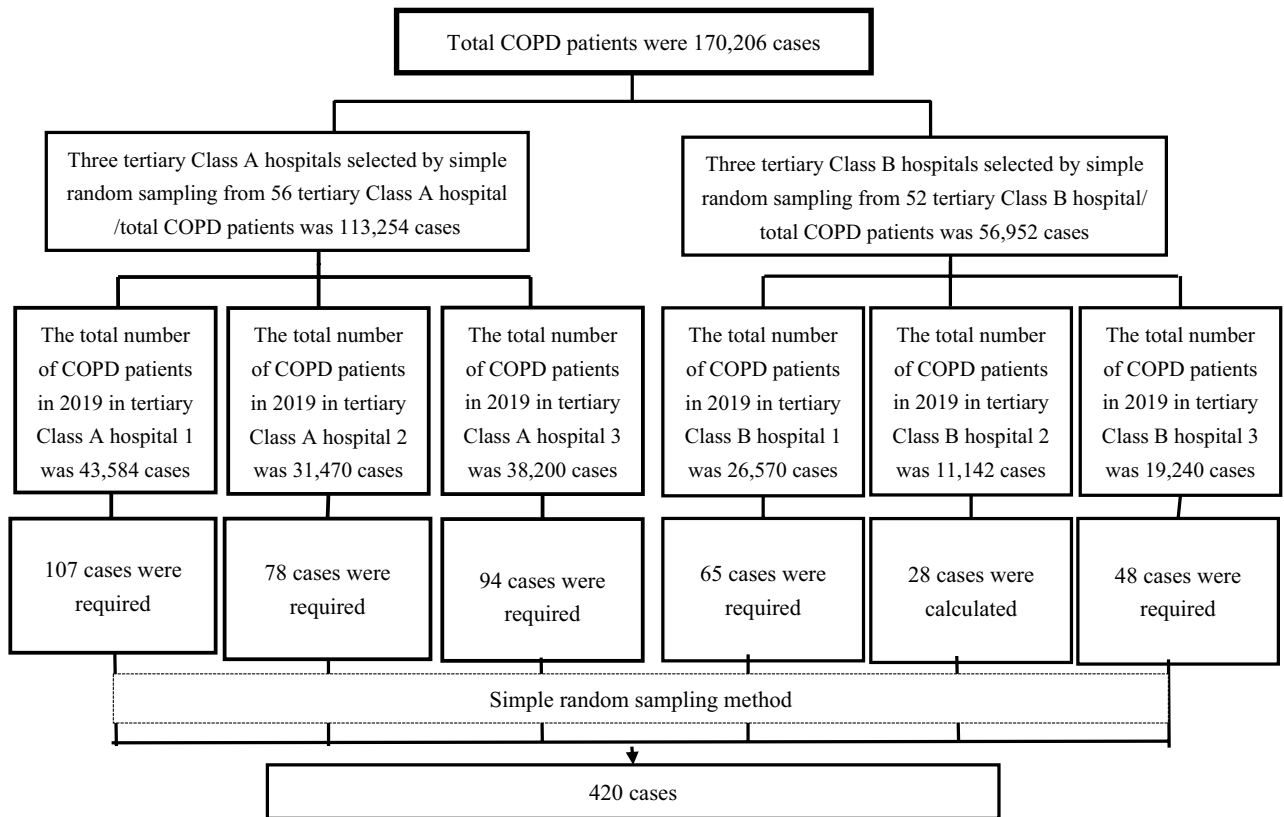 Total COPD patients were 170,206 cases
Three tertiary Class A hospitals selected by simple
random sampling from 56 tertiary Class A hospital
/total COPD patients was 113,254 cases
Three tertiary Class B hospitals selected by simple
random sampling from 52 tertiary Class B hospital/
total COPD patients was 56,952 cases
The total number
of COPD patients
in 2019 in tertiary
Class A hospital 1
was 43,584 cases
The total number
of COPD patients
in 2019 in tertiary
Class A hospital 2
was 31,470 cases
The total number
of COPD patients
in 2019 in tertiary
Class A hospital 3
was 38,200 cases
The total number
of COPD patients
in 2019 in tertiary
Class B hospital 1
was 26,570 cases
The total number
of COPD patients
in 2019 in tertiary
Class B hospital 2
was 11,142 cases
The total number
of COPD patients
in 2019 in tertiary
Class B hospital 3
was 19,240 cases
107 cases were
required
78 cases were
required
94 cases were
required
65 cases were
required
28 cases were
calculated
48 cases were
required
Simple random sampling method
420 cases